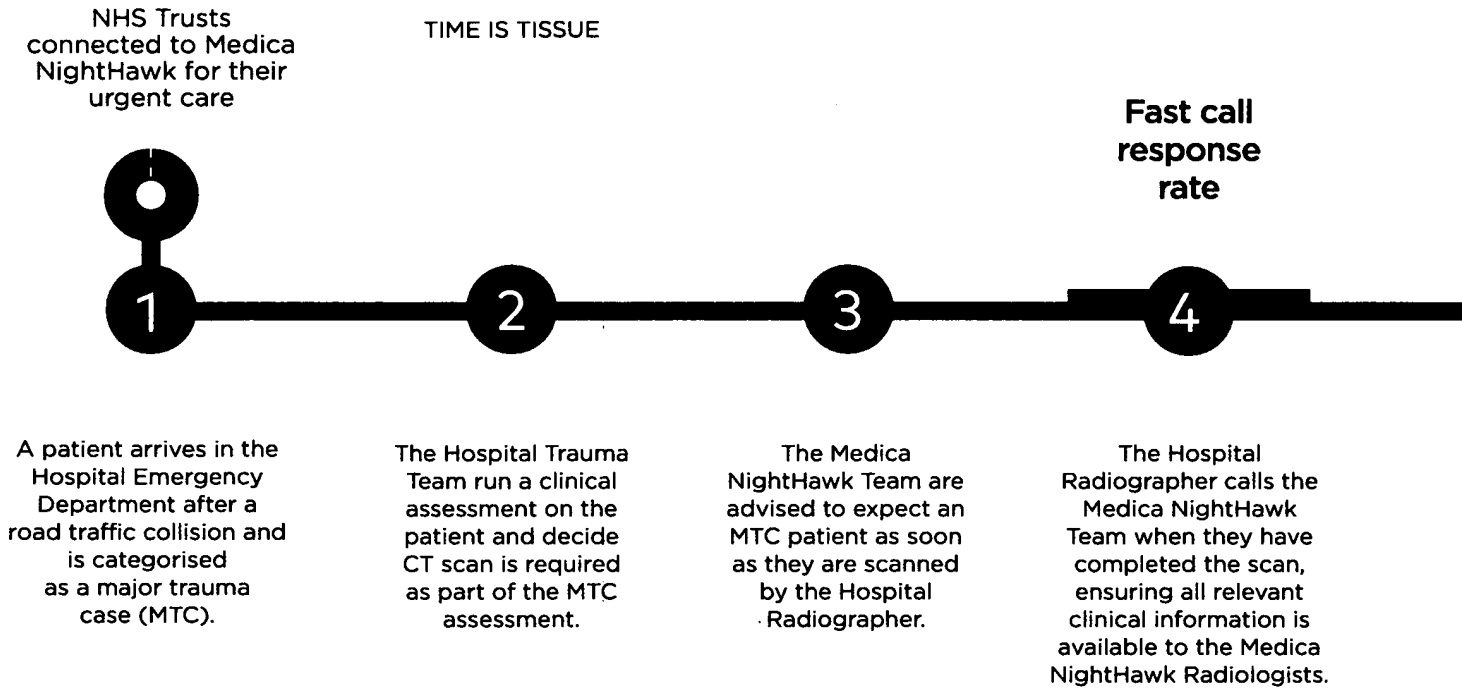 NHS Trusts
connected to Medica
NightHawk for their
urgent care
TIME IS TISSUE
Fast call
response
rate
1
2
3
4
A patient arrives in the
Hospital Emergency
Department after a
road traffic collision and
is categorised
as a major trauma
case (MTC).
The Hospital Trauma
Team run a clinical
assessment on the
patient and decide
CT scan is required
as part of the MTC
assessment.
The Medica
NightHawk Team are
advised to expect an
MTC patient as soon
as they are scanned
by the Hospital
Radiographer.
The Hospital
Radiographer calls the
Medica NightHawk
Team when they have
completed the scan,
ensuring all relevant
clinical information is
available to the Medica
NightHawk Radiologists.